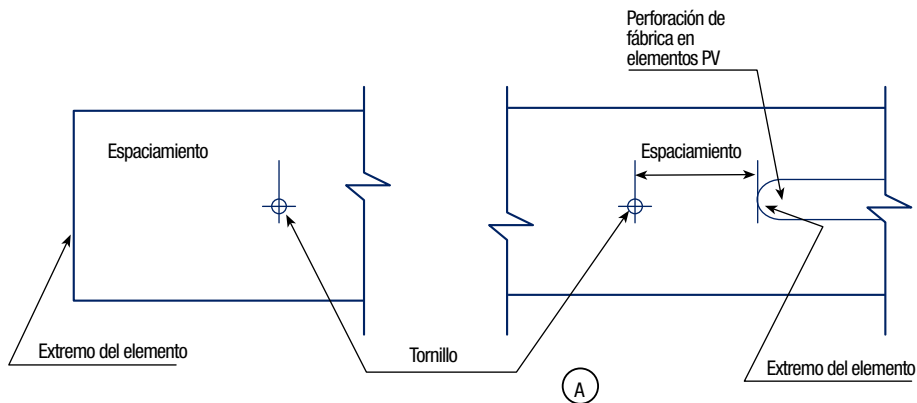 Perforación de
fábrica en
elementos PV
Espaciamiento
Espaciamiento
Extremo del elemento
Tornillo
Extremo del elemento
A